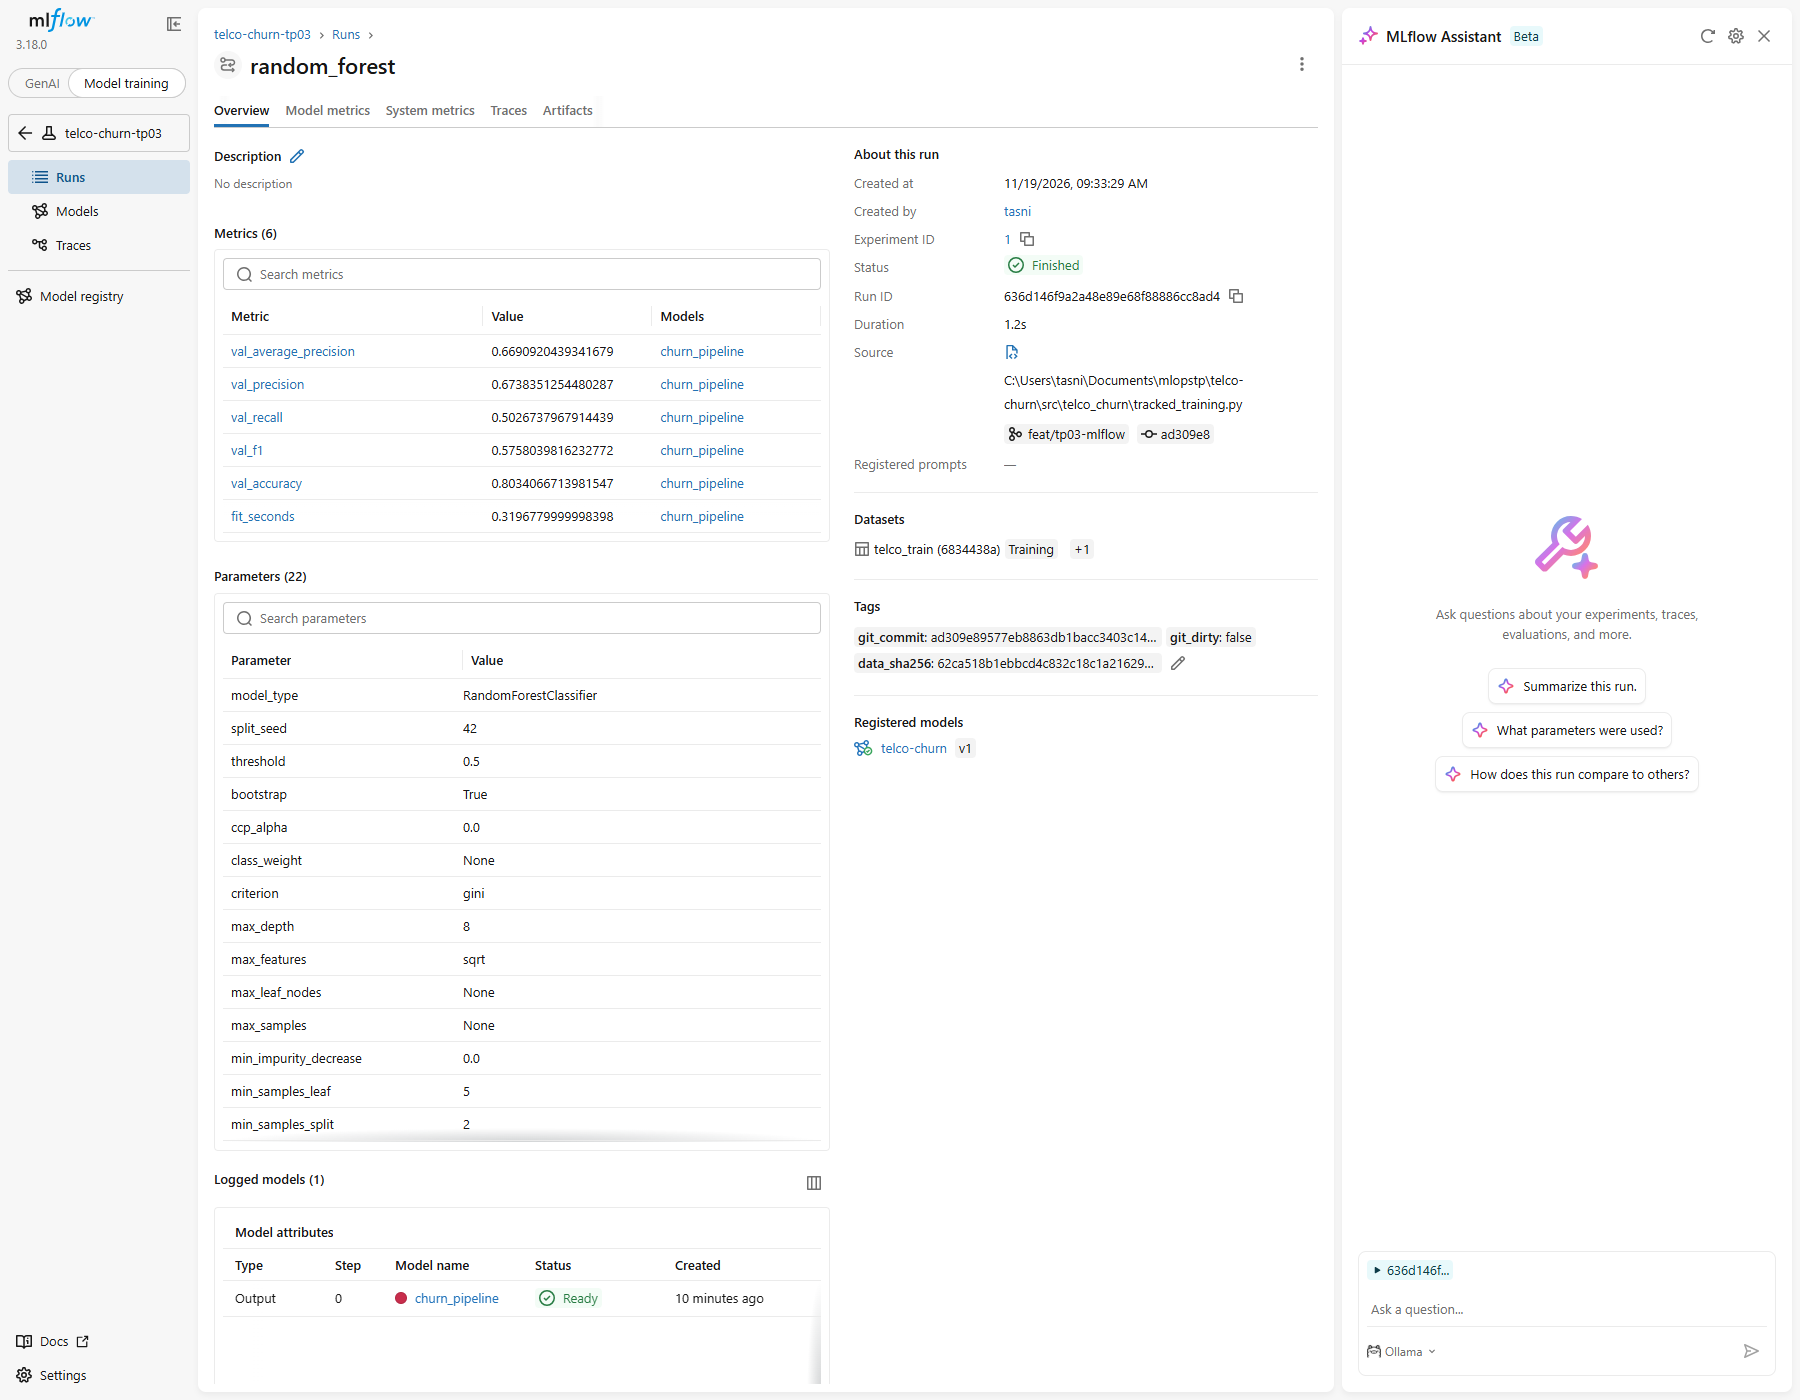 mlflow
3.18.0
GenAI
Model training
telco-churn-tp03
Runs
Models
Traces
Model registry
Docs
Settings
telco-churn-tp03 › Runs ›
random_forest
Overview
Model metrics
System metrics
Traces
Artifacts
Description
No description
Metrics (6)
Search metrics
Metric Value Models
val_average_precision 0.6690920439341679 churn_pipeline
val_precision 0.6738351254480287 churn_pipeline
val_recall 0.5026737967914439 churn_pipeline
val_f1 0.5758039816232772 churn_pipeline
val_accuracy 0.8034066713981547 churn_pipeline
fit_seconds 0.3196779999998398 churn_pipeline
Parameters (22)
Search parameters
Parameter Value
model_type RandomForestClassifier
split_seed 42
threshold 0.5
bootstrap True
ccp_alpha 0.0
class_weight None
criterion gini
max_depth 8
max_features sqrt
max_leaf_nodes None
max_samples None
min_impurity_decrease 0.0
min_samples_leaf 5
min_samples_split 2
Logged models (1)
Model attributes
Type Step Model name Status Created
Output 0 churn_pipeline Ready 10 minutes ago
About this run
Created at 11/19/2026, 09:33:29 AM
Created by tasni
Experiment ID 1
Status Finished
Run ID 636d146f9a2a48e89e68f88886cc8ad4
Duration 1.2s
Source
C:\Users\tasni\Documents\mlopstp\telco-
churn\src\telco_churn\tracked_training.py
feat/tp03-mlflow ad309e8
Registered prompts —
Datasets
telco_train (6834438a) Training +1
Tags
git_commit: ad309e89577eb8863db1bacc3403c14... git_dirty: false
data_sha256: 62ca518b1ebbcd4c832c18c1a21629...
Registered models
telco-churn v1
MLflow Assistant Beta
Ask questions about your experiments, traces,
evaluations, and more.
Summarize this run.
What parameters were used?
How does this run compare to others?
636d146f...
Ask a question...
Ollama